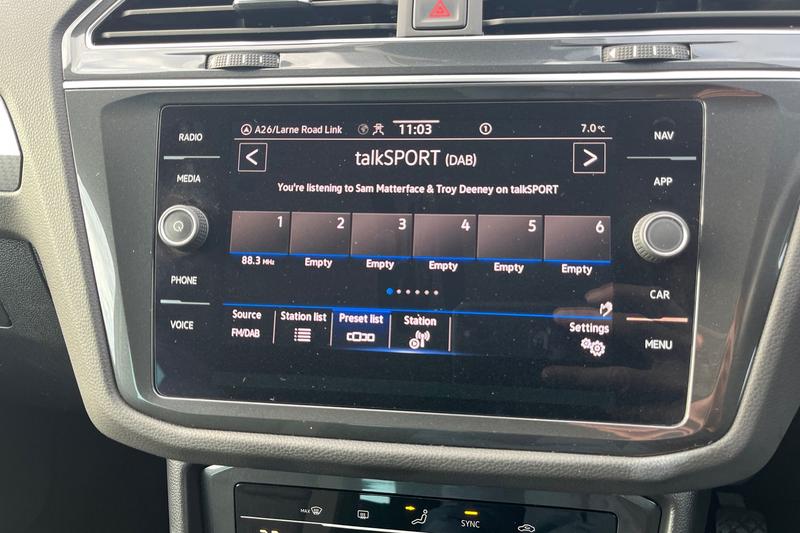 A26/Larne Road Link 11:03 1 7.0°C
RADIO
MEDIA
PHONE
VOICE
< talkSPORT (DAB) >
You're listening to Sam Matterface & Troy Deeney on talkSPORT
1 2 3 4 5 6
88.3 MHz Empty Empty Empty Empty Empty
Source Station list Preset list Station Settings
FM/DAB
NAV
APP
CAR
MENU
MAX SYNC